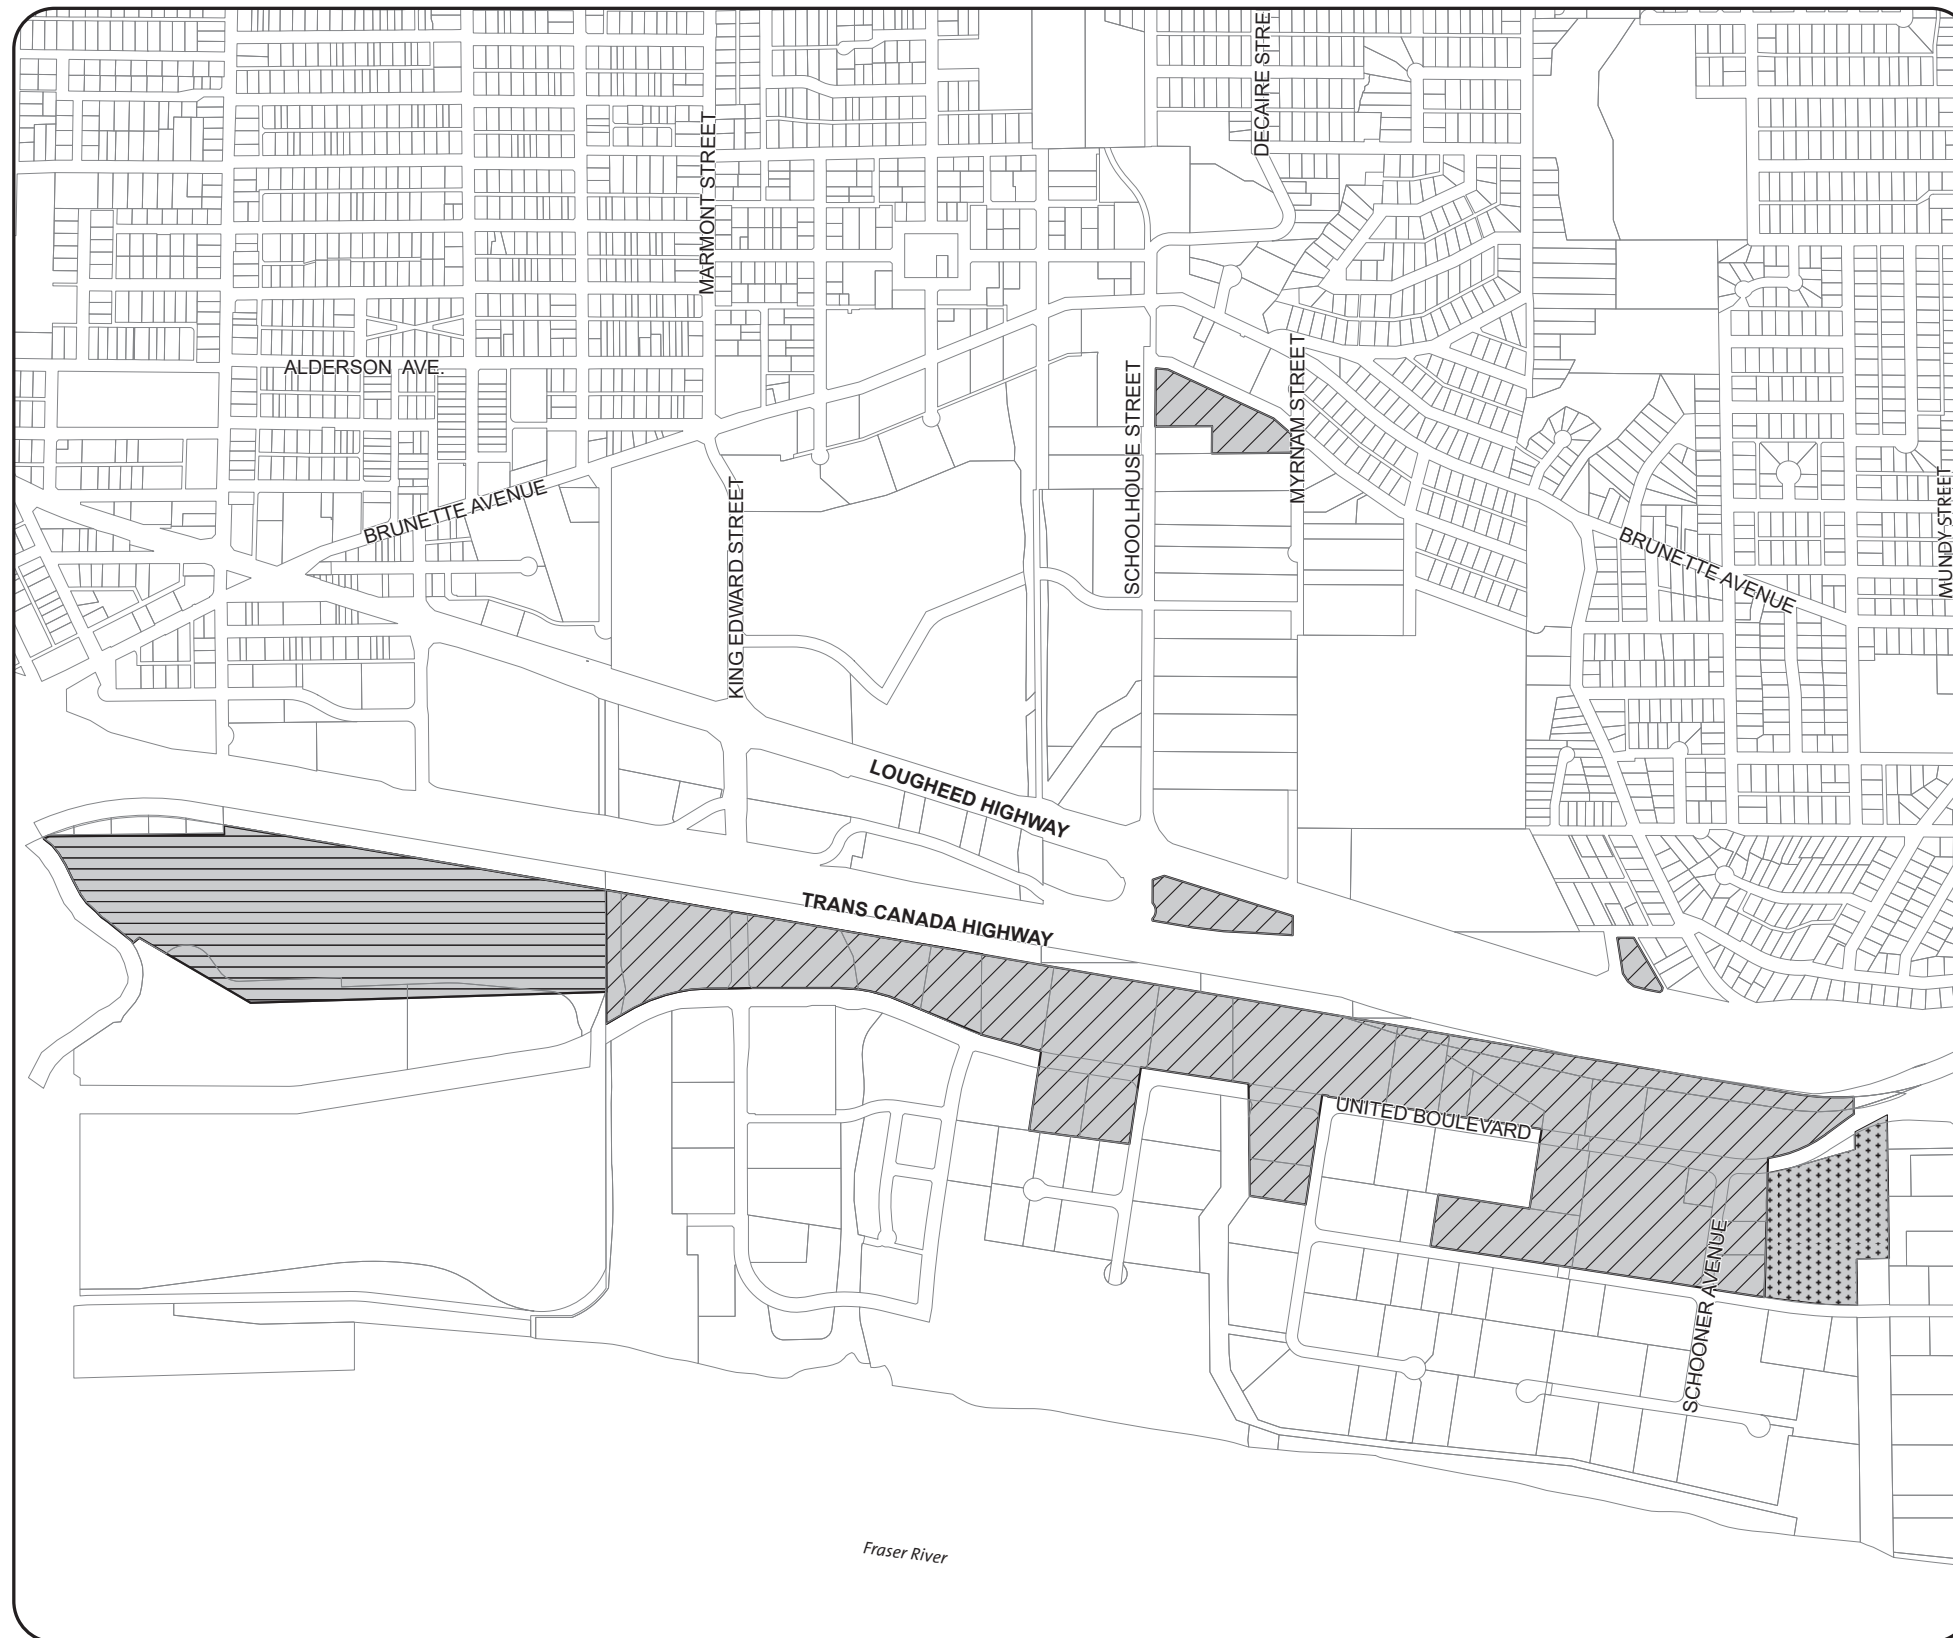 DECAIRE STRE
MARMONT STREET
ALDERSON AVE.
SCHOOLHOUSE STREET
MYRNAM STREET
BRUNETTE AVENUE
KING EDWARD STREET
BRUNETTE AVENUE
MUNDY STREET
LOUGHEED HIGHWAY
TRANS CANADA HIGHWAY
UNITED BOULEVARD
SCHOONER AVENUE
Fraser River